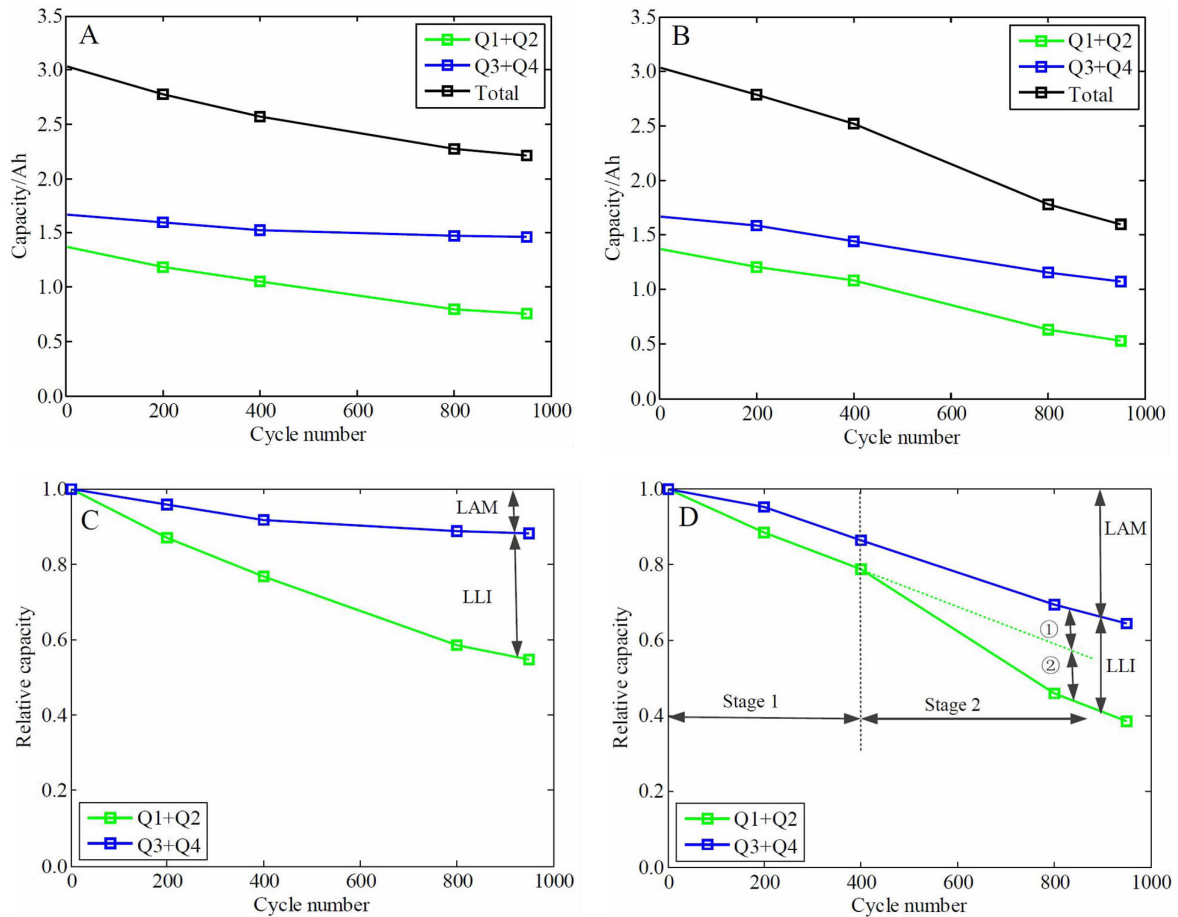 A
3.5
3.0
2.5
2.0
1.5
1.0
0.5
0.0
Capacity/Ah
Q1+Q2
Q3+Q4
Total
0 200 400 600 800 1000
Cycle number
B
3.5
3.0
2.5
2.0
1.5
1.0
0.5
0.0
Capacity/Ah
Q1+Q2
Q3+Q4
Total
0 200 400 600 800 1000
Cycle number
C
1.0
0.8
0.6
0.4
0.2
0.0
Relative capacity
LAM
LLI
Q1+Q2
Q3+Q4
0 200 400 600 800 1000
Cycle number
D
1.0
0.8
0.6
0.4
0.2
0.0
Relative capacity
LAM
①
②
LLI
Stage 1
Stage 2
Q1+Q2
Q3+Q4
0 200 400 600 800 1000
Cycle number